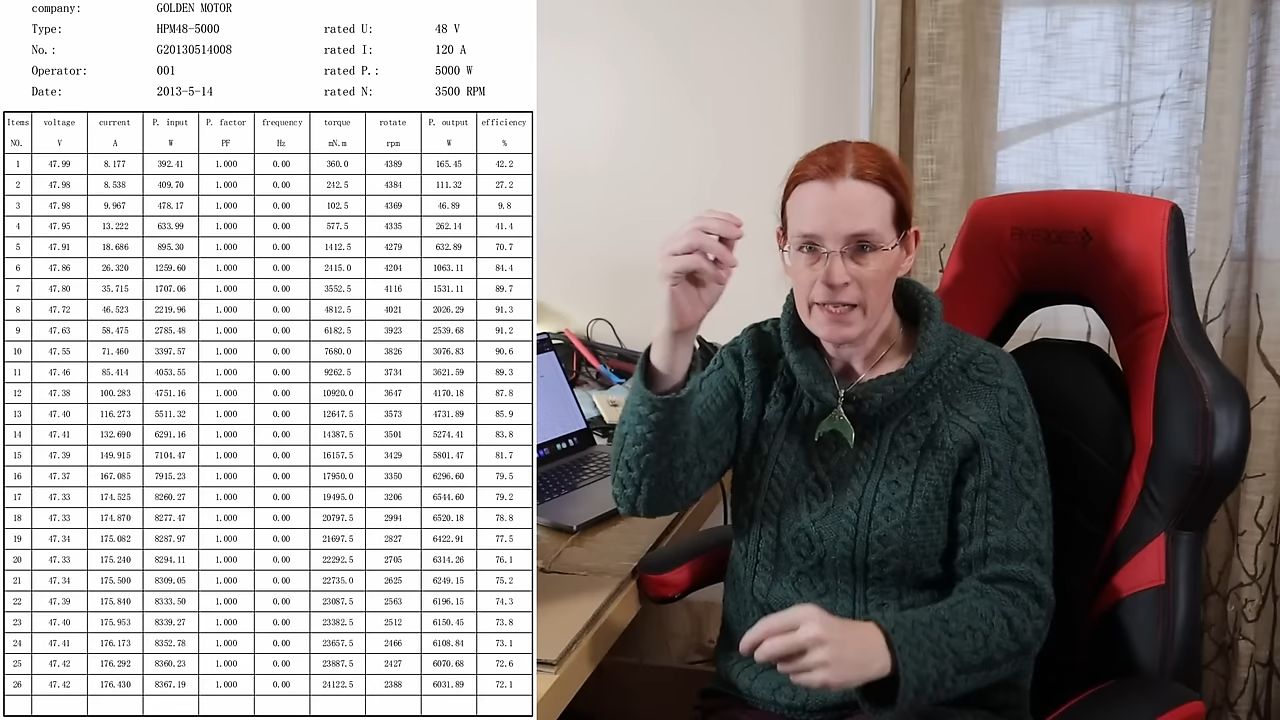 company: GOLDEN MOTOR
Type: HPM48-5000 rated U: 48 V
No.: G20130514008 rated I: 120 A
Operator: 001 rated P.: 5000 W
Date: 2013-5-14 rated N: 3500 RPM
Items voltage current P. input P. factor frequency torque rotate P. output efficiency
NO. V A W PF Hz mN.m rpm W %
1 47.99 8.177 392.41 1.000 0.00 360.0 4389 165.45 42.2
2 47.98 8.538 409.70 1.000 0.00 242.5 4384 111.32 27.2
3 47.98 9.967 478.17 1.000 0.00 102.5 4369 46.89 9.8
4 47.95 13.222 633.99 1.000 0.00 577.5 4335 262.14 41.4
5 47.91 18.686 895.30 1.000 0.00 1412.5 4279 632.89 70.7
6 47.86 26.320 1259.60 1.000 0.00 2415.0 4204 1063.11 84.4
7 47.80 35.715 1707.06 1.000 0.00 3552.5 4116 1531.11 89.7
8 47.72 46.523 2219.96 1.000 0.00 4812.5 4021 2026.29 91.3
9 47.63 58.475 2785.48 1.000 0.00 6182.5 3923 2539.68 91.2
10 47.55 71.460 3397.57 1.000 0.00 7680.0 3826 3076.83 90.6
11 47.46 85.414 4053.55 1.000 0.00 9262.5 3734 3621.59 89.3
12 47.38 100.283 4751.16 1.000 0.00 10920.0 3647 4170.18 87.8
13 47.40 116.273 5511.32 1.000 0.00 12647.5 3573 4731.89 85.9
14 47.41 132.690 6291.16 1.000 0.00 14387.5 3501 5274.41 83.8
15 47.39 149.915 7104.47 1.000 0.00 16157.5 3429 5801.47 81.7
16 47.37 167.085 7915.23 1.000 0.00 17950.0 3350 6296.60 79.5
17 47.33 174.525 8260.27 1.000 0.00 19495.0 3206 6544.60 79.2
18 47.33 174.870 8277.47 1.000 0.00 20797.5 2994 6520.18 78.8
19 47.34 175.082 8287.97 1.000 0.00 21697.5 2827 6422.91 77.5
20 47.33 175.240 8294.11 1.000 0.00 22292.5 2705 6314.26 76.1
21 47.34 175.500 8309.05 1.000 0.00 22735.0 2625 6249.15 75.2
22 47.39 175.840 8333.50 1.000 0.00 23087.5 2563 6196.15 74.3
23 47.40 175.953 8339.27 1.000 0.00 23382.5 2512 6150.45 73.8
24 47.41 176.173 8352.78 1.000 0.00 23657.5 2466 6108.84 73.1
25 47.42 176.292 8360.23 1.000 0.00 23887.5 2427 6070.68 72.6
26 47.42 176.430 8367.19 1.000 0.00 24122.5 2388 6031.89 72.1